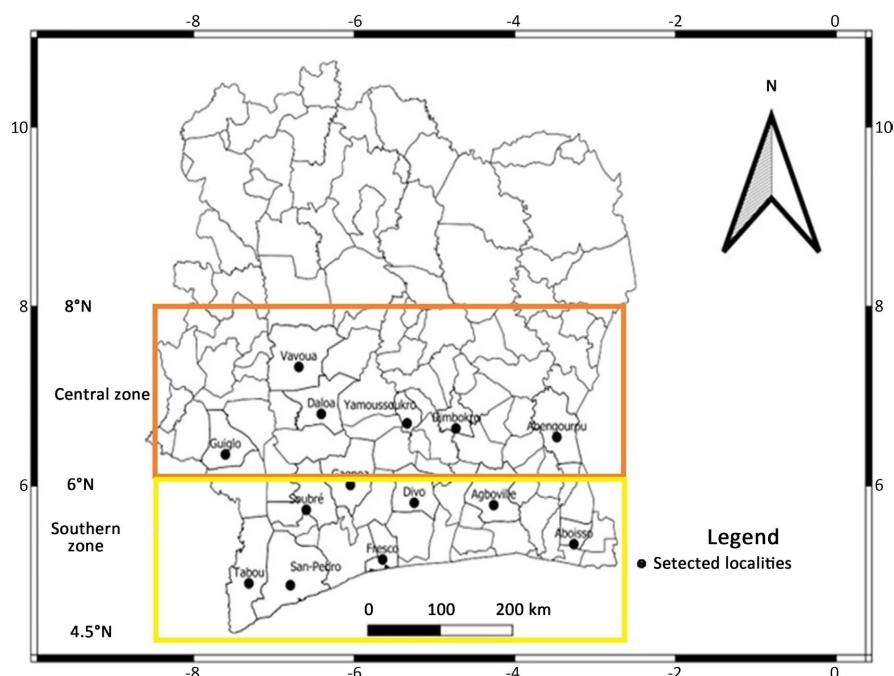 -8 -6 -4 -2 0
N
10 10
8°N
8 8
Vavoua
Central zone
Daloa Yamoussoukro Dimbokro
Abengourou
Guiglo
Gagnoa
6°N
6 6
Soubré Divo Agboville
Southern
zone
Aboisso
Legend
Fresco
Setected localities
San-Pedro
Tabou
0 100 200 km
4.5°N
-8 -6 -4 -2 0